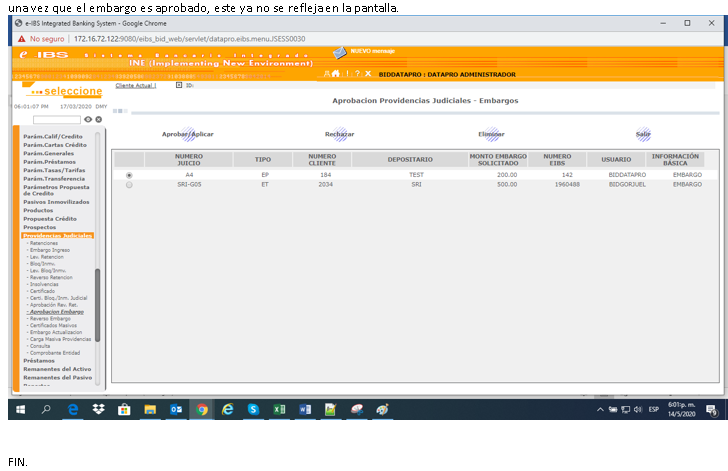 una vez que el embargo es aprobado, este ya no se refleja en la pantalla.
e-IBS Integrated Banking System - Google Chrome
No seguro | 172.16.72.122:9080/eibs_bid_web/servlet/datapro.eibs.menu.JSESS0030
e IBS Sistema Bancario Integrado
NUEVO mensaje
INE (Implementing New Environment)
BIDDATAPRO : DATAPRO ADMINISTRADOR
seleccione
Cliente Actual | ID:
06:01:07 PM 17/03/2020 DMY
Aprobacion Providencias Judiciales - Embargos
Aprobar/Aplicar Rechazar Eliminar Salir
NUMERO JUICIO TIPO NUMERO CLIENTE DEPOSITARIO MONTO EMBARGO SOLICITADO NUMERO EIBS USUARIO INFORMACIÓN BÁSICA
A4 EP 184 TEST 200.00 142 BIDDATAPRO EMBARGO
SRI-G05 ET 2034 SRI 500.00 1960488 BIDGORJUEL EMBARGO
Parám.Calif/Credito
Parám.Cartas Crédito
Parám.Generales
Parám.Préstamos
Parám.Tasas/Tarifas
Parám.Transferencia
Parámetros Propuesta
de Credito
Pasivos Inmovilizados
Productos
Propuesta Crédito
Prospectos
Providencias Judiciales
- Retenciones
- Embargo Ingreso
- Lev. Retencion
- Bloq/Inmv.
- Lev. Bloq/Inmv.
- Reverso Retencion
- Insolvencias
- Certificado
- Carti. Bloq./Inm. Judicial
- Aprobación Rev. Ret.
- Aprobacion Embargo
- Reverso Embargo
- Certificados Masivos
- Embargo Actualizacion
- Carga Masiva Providencias
- Consulta
- Comprobante Entidad
Préstamos
Remanentes del Activo
Remanentes del Pasivo
ESP
6:01 p. m.
14/5/2020
FIN.